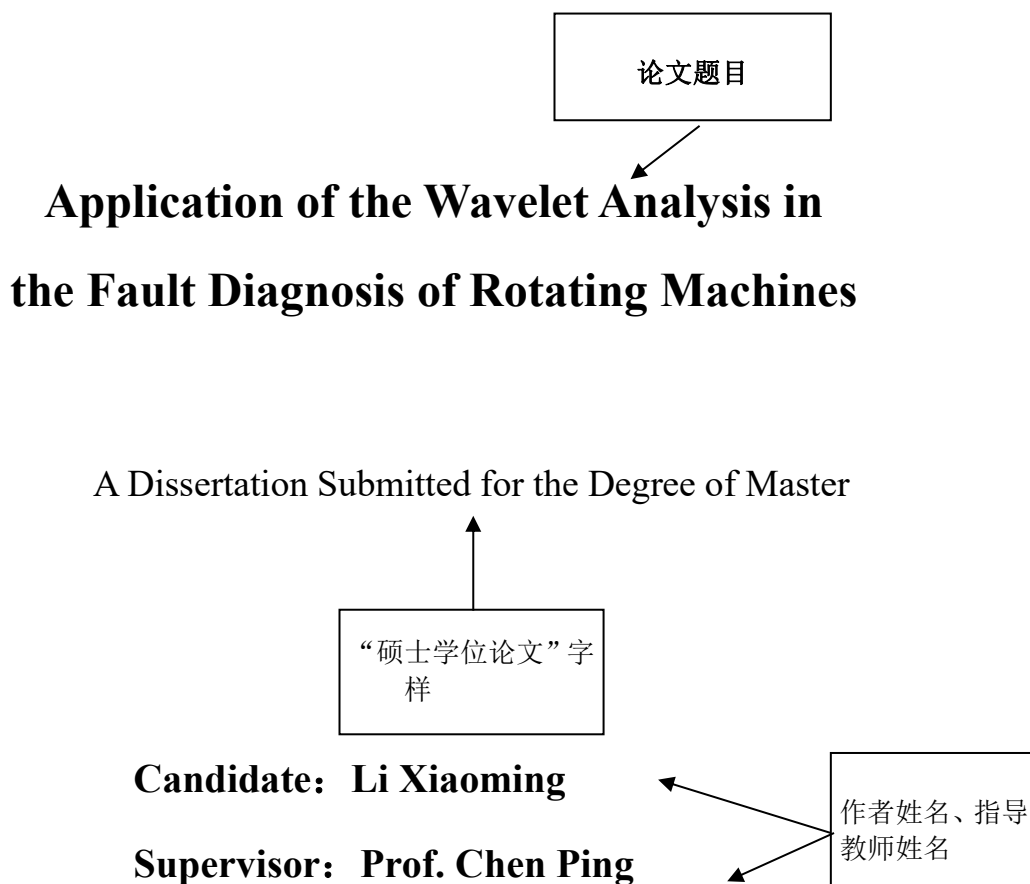 论文题目
Application of the Wavelet Analysis in
the Fault Diagnosis of Rotating Machines
A Dissertation Submitted for the Degree of Master
“硕士学位论文”字
样
Candidate：Li Xiaoming
作者姓名、指导
教师姓名
Supervisor：Prof. Chen Ping